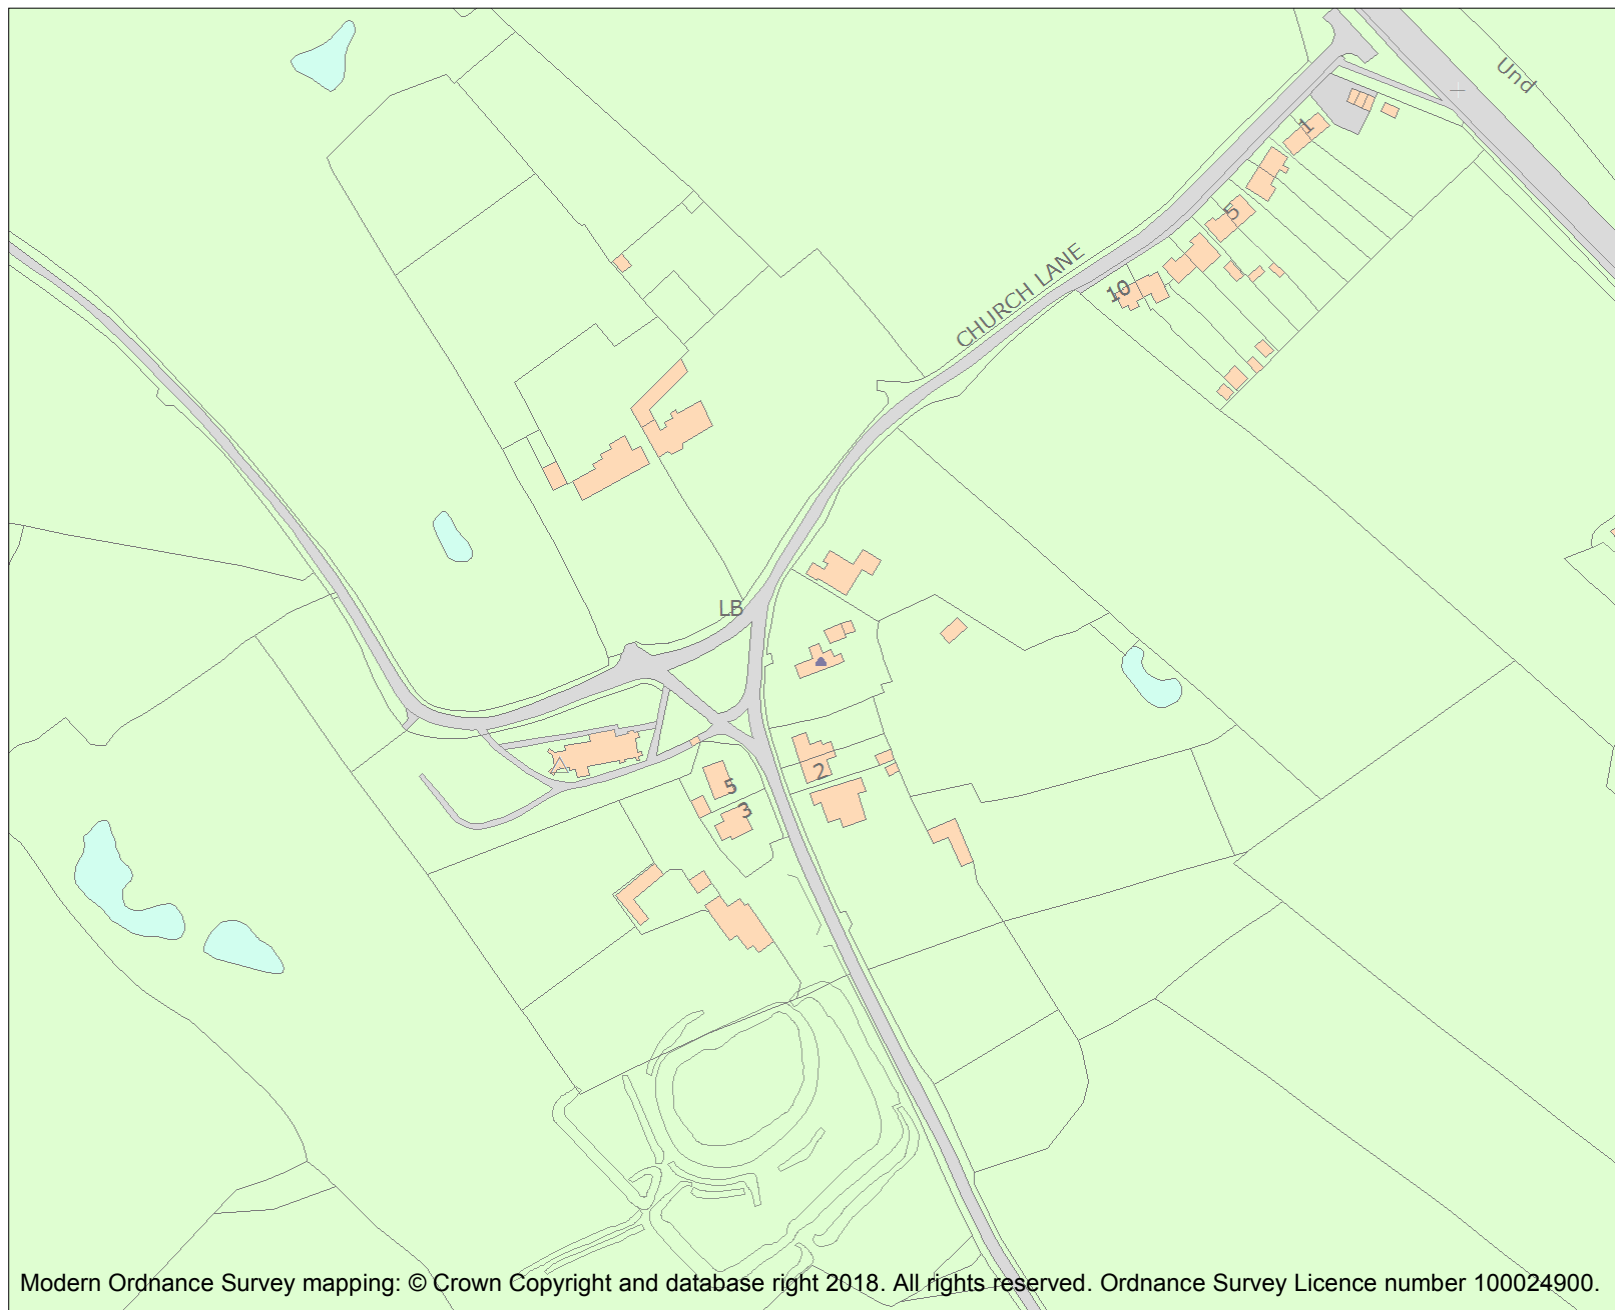 Und
1
5
10
CHURCH LANE
LB
2
5
3
Modern Ordnance Survey mapping: © Crown Copyright and database right 2018. All rights reserved. Ordnance Survey Licence number 100024900.